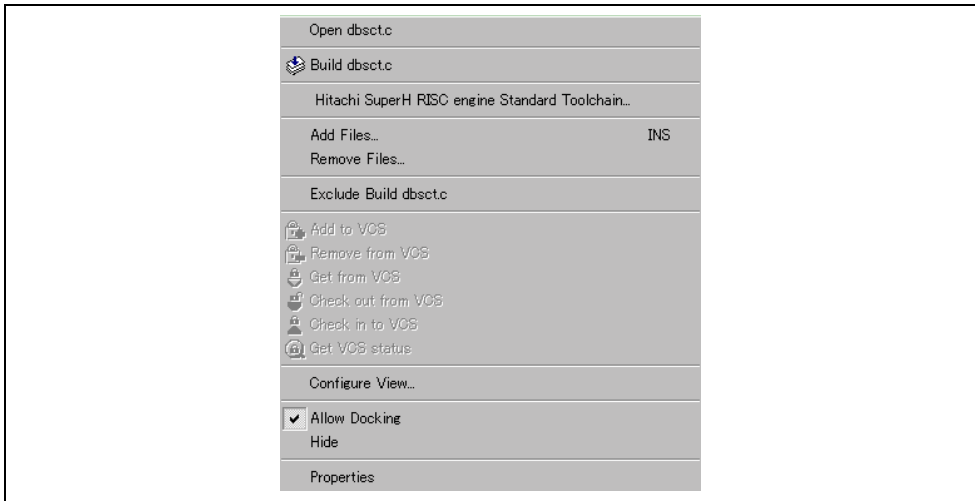 Open dbsct.c
Build dbsct.c
Hitachi SuperH RISC engine Standard Toolchain...
Add Files... INS
Remove Files...
Exclude Build dbsct.c
Add to VCS
Remove from VCS
Get from VCS
Check out from VCS
Check in to VCS
Get VCS status
Configure View...
Allow Docking
Hide
Properties